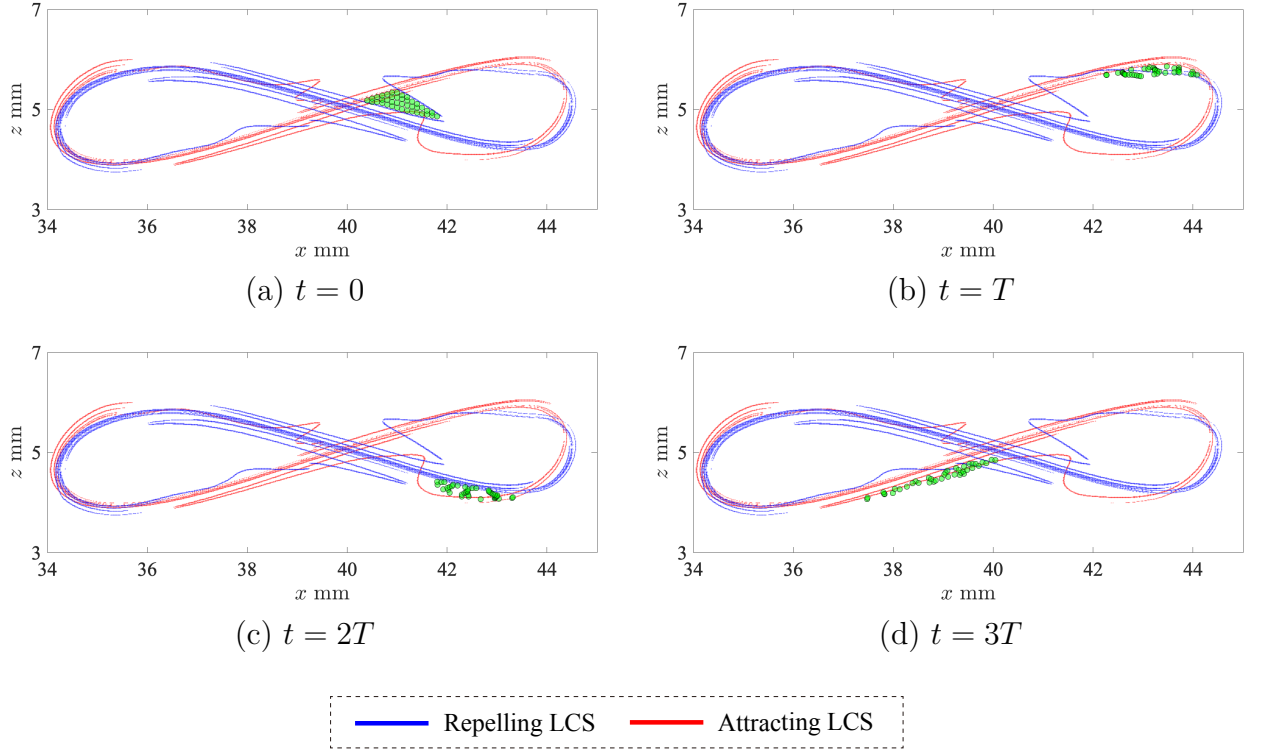 7
5
3
z mm
34 36 38 40 42 44
x mm
(a) t = 0
7
5
3
z mm
34 36 38 40 42 44
x mm
(b) t = T
7
5
3
z mm
34 36 38 40 42 44
x mm
(c) t = 2T
7
5
3
z mm
34 36 38 40 42 44
x mm
(d) t = 3T
Repelling LCS Attracting LCS